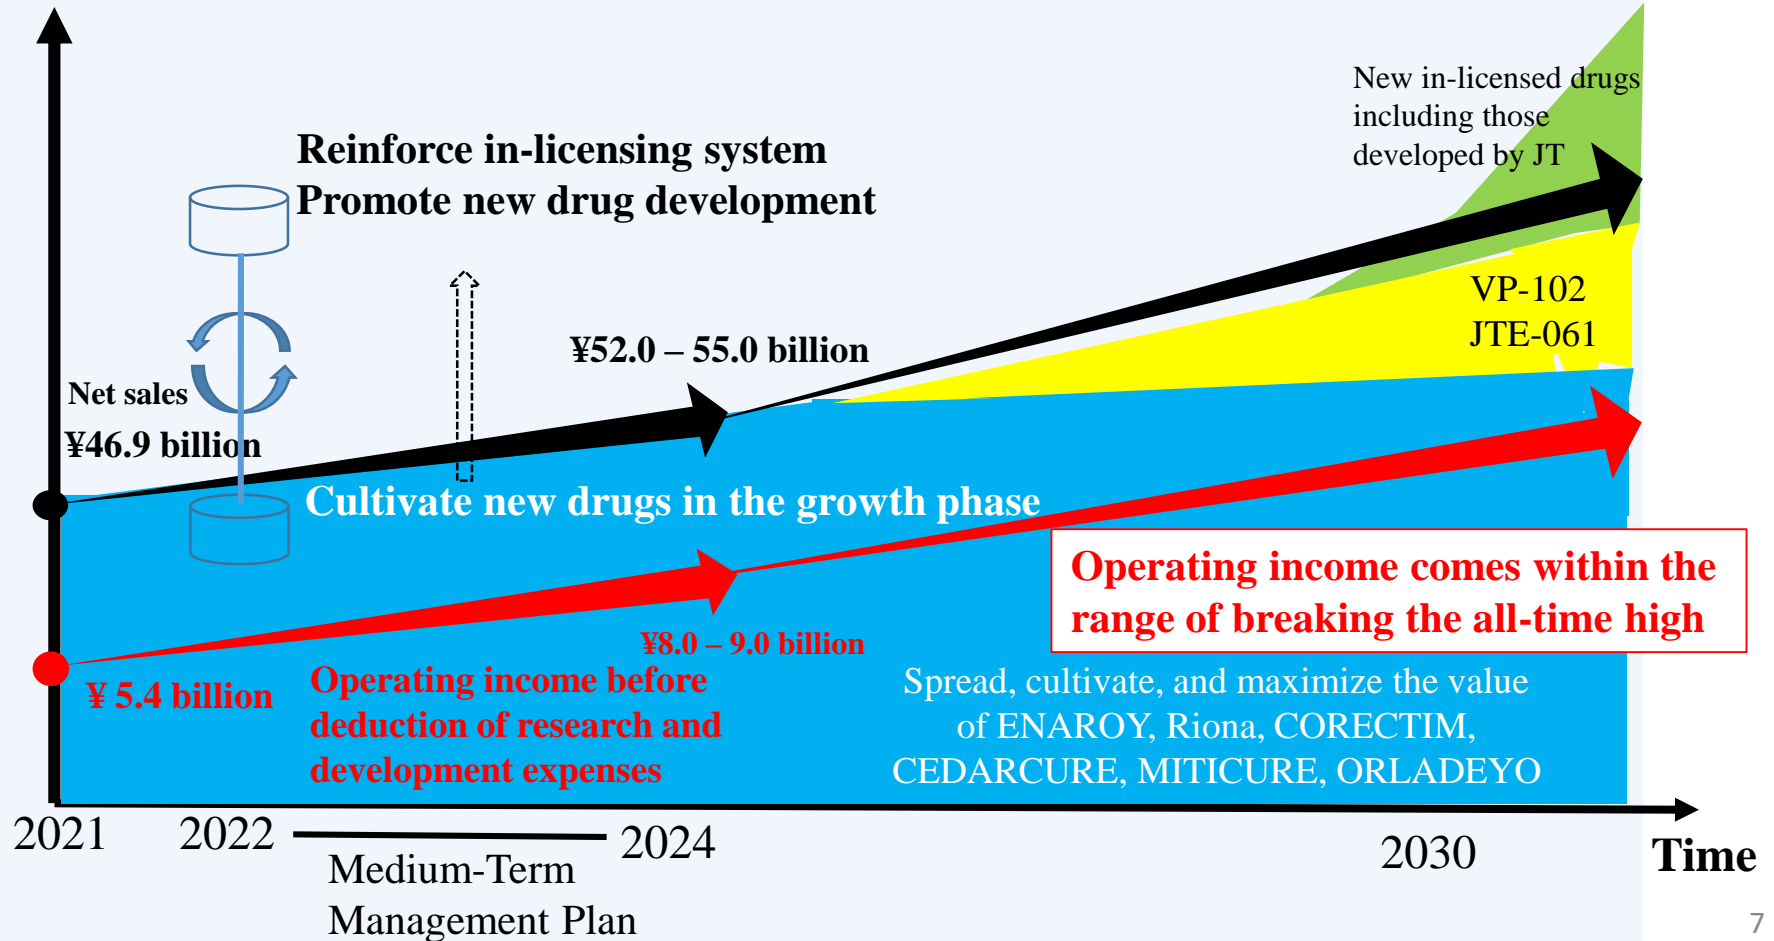 New in-licensed drugs
including those
developed by JT
Reinforce in-licensing system
Promote new drug development
VP-102
JTE-061
¥52.0 – 55.0 billion
Net sales
¥46.9 billion
Cultivate new drugs in the growth phase
Operating income comes within the
range of breaking the all-time high
¥8.0 – 9.0 billion
¥ 5.4 billion
Operating income before
deduction of research and
development expenses
Spread, cultivate, and maximize the value
of ENAROY, Riona, CORECTIM,
CEDARCURE, MITICURE, ORLADEYO
2021
2022
2024
2030
Time
Medium-Term
Management Plan
7